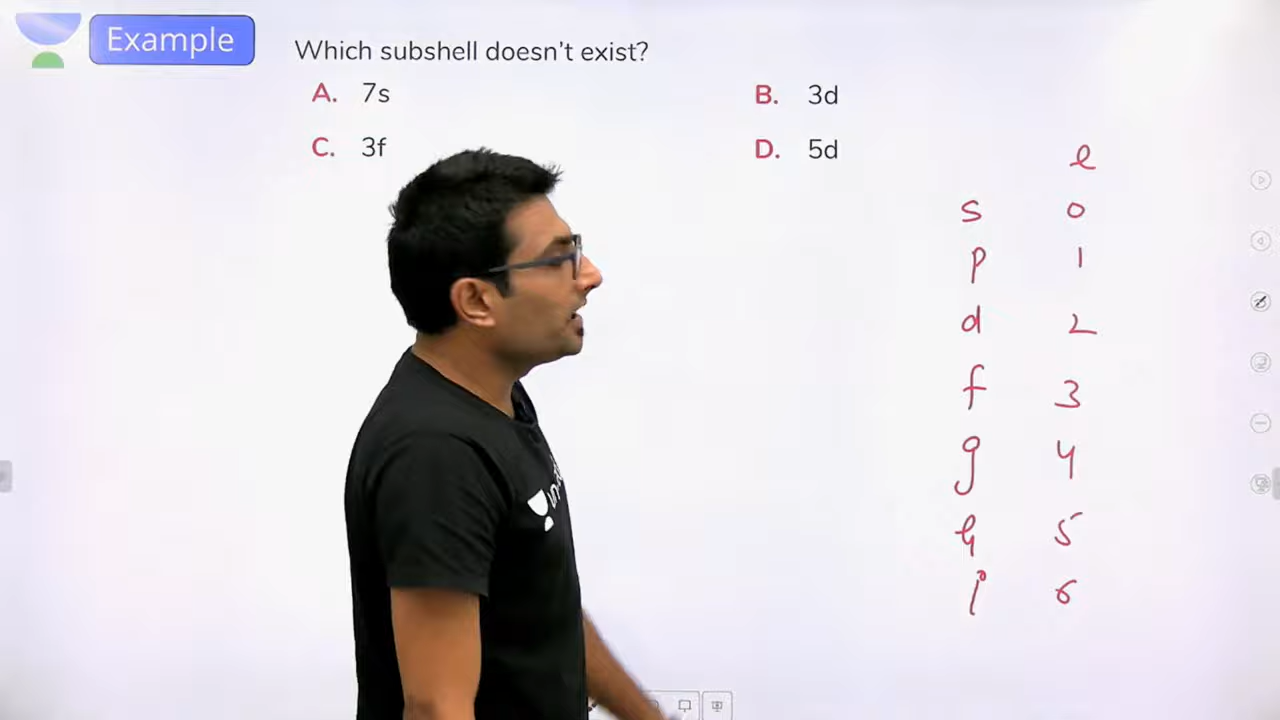 Example
Which subshell doesn't exist?
A. 7s
B. 3d
C. 3f
D. 5d
l
s 0
p 1
d 2
f 3
g 4
h 5
i 6